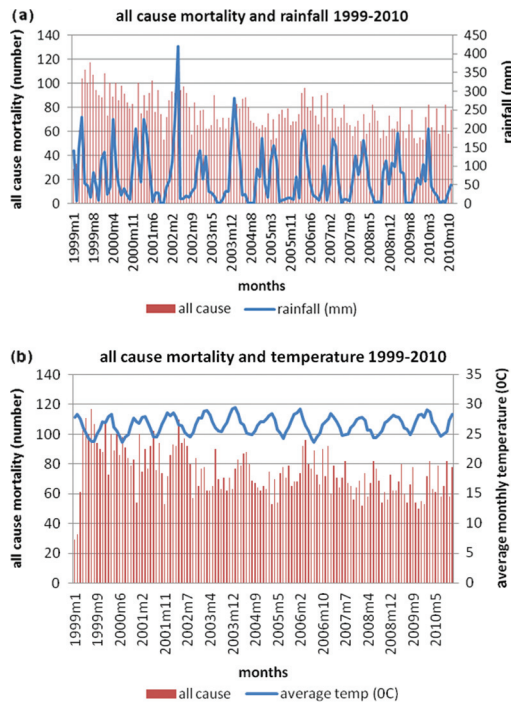 (a) all cause mortality and rainfall 1999-2010
all cause mortality (number)
140
120
100
80
60
40
20
0
450
400
350
300
250
200
150
100
50
0
rainfall (mm)
1999m1
1999m8
2000m4
2000m11
2001m6
2002m2
2002m9
2003m5
2003m12
2004m8
2005m3
2005m11
2006m6
2007m2
2007m9
2008m5
2008m12
2009m8
2010m3
2010m10
months
all cause
rainfall (mm)
(b) all cause mortality and temperature 1999-2010
all cause mortality (number)
140
120
100
80
60
40
20
0
35
30
25
20
15
10
5
0
average monthly temperature (0C)
1999m1
1999m9
2000m6
2001m2
2001m11
2002m7
2003m3
2003m12
2004m9
2005m5
2006m2
2006m10
2007m7
2008m4
2008m12
2009m9
2010m5
months
all cause
average temp (0C)